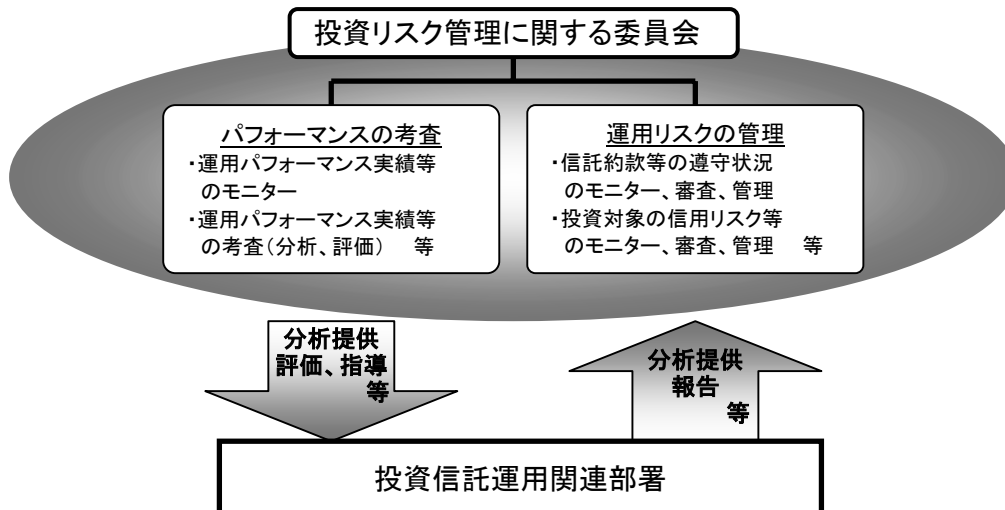 投資リスク管理に関する委員会
パフォーマンスの考査
・運用パフォーマンス実績等
のモニター
・運用パフォーマンス実績等
の考査(分析、評価) 等
運用リスクの管理
・信託約款等の遵守状況
のモニター、審査、管理
・投資対象の信用リスク等
のモニター、審査、管理 等
分析提供
評価、指導
等
分析提供
報告
等
投資信託運用関連部署